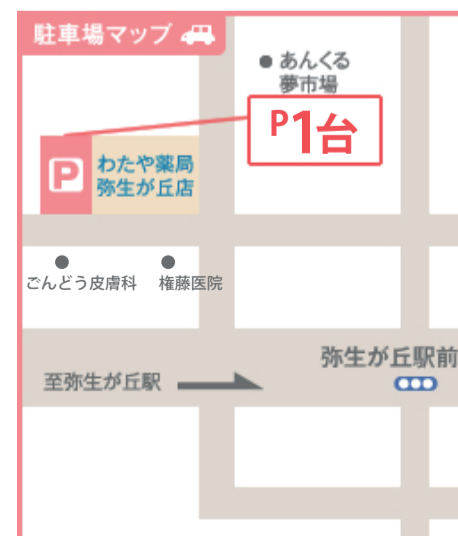 駐車場マップ
あんくる
夢市場
P1台
P
わたや薬局
弥生が丘店
ごんどう皮膚科
権藤医院
弥生が丘駅前
至弥生が丘駅